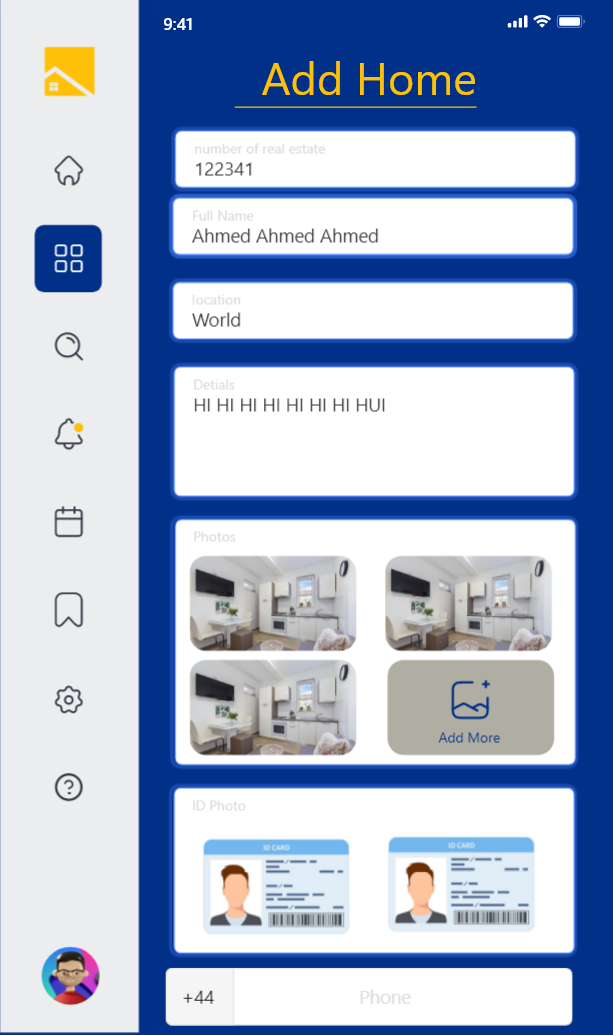 9:41
Add Home
number of real estate
122341
Full Name
Ahmed Ahmed Ahmed
location
World
Detials
HI HI HI HI HI HI HI HUI
Photos
Add More
ID Photo
ID CARD
ID CARD
+44
Phone